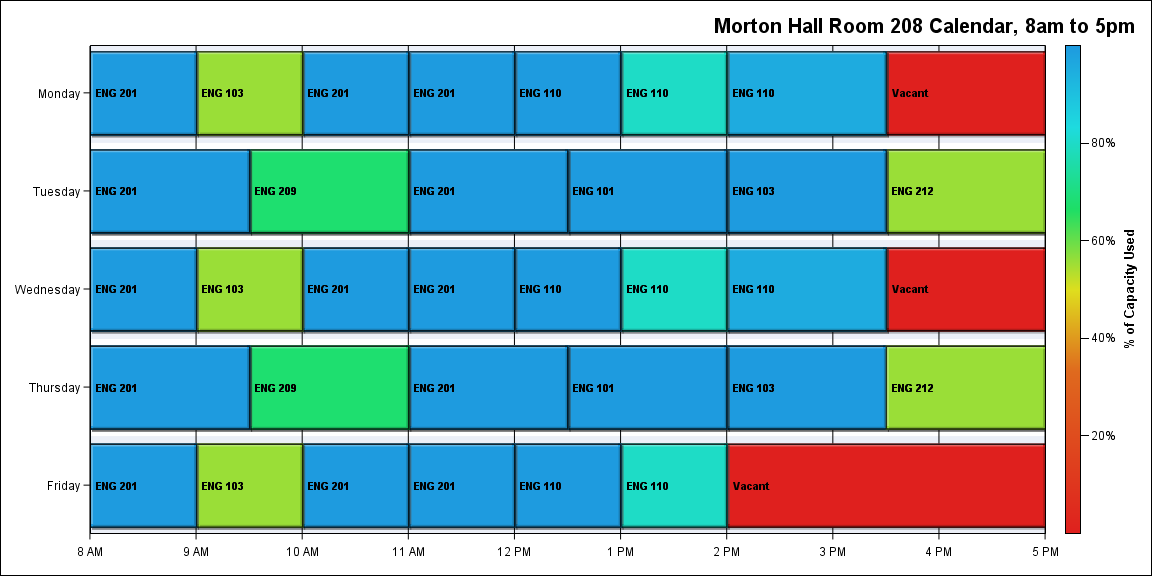 Morton Hall Room 208 Calendar, 8am to 5pm
Monday
ENG 201
ENG 103
ENG 201
ENG 201
ENG 110
ENG 110
ENG 110
Vacant
Tuesday
ENG 201
ENG 209
ENG 201
ENG 101
ENG 103
ENG 212
Wednesday
ENG 201
ENG 103
ENG 201
ENG 201
ENG 110
ENG 110
ENG 110
Vacant
Thursday
ENG 201
ENG 209
ENG 201
ENG 101
ENG 103
ENG 212
Friday
ENG 201
ENG 103
ENG 201
ENG 201
ENG 110
ENG 110
Vacant
8 AM
9 AM
10 AM
11 AM
12 PM
1 PM
2 PM
3 PM
4 PM
5 PM
80%
60%
40%
20%
% of Capacity Used